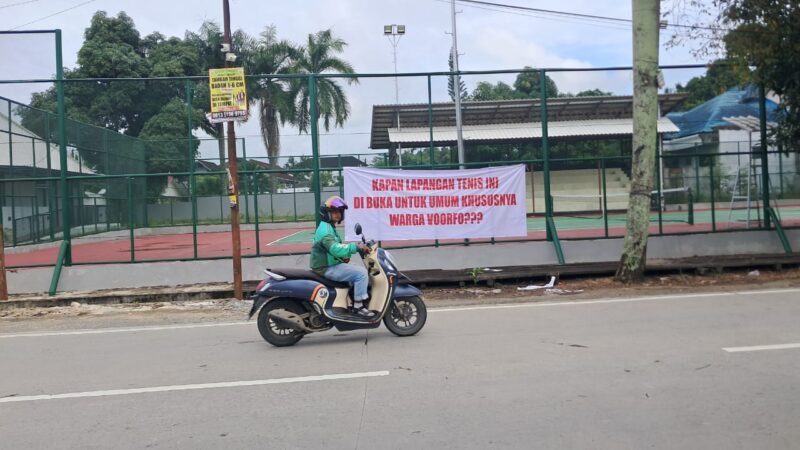 KAPAN LAPANGAN TENIS INI
DI BUKA UNTUK UMUM KHUSUSNYA
WARGA VOORFO???